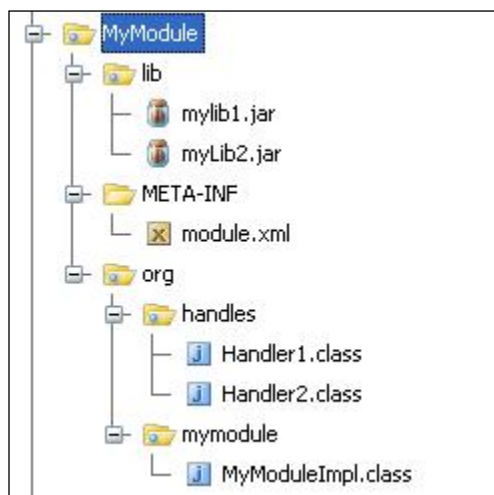 MyModule
lib
mylib1.jar
myLib2.jar
META-INF
module.xml
org
handles
Handler1.class
Handler2.class
mymodule
MyModuleImpl.class